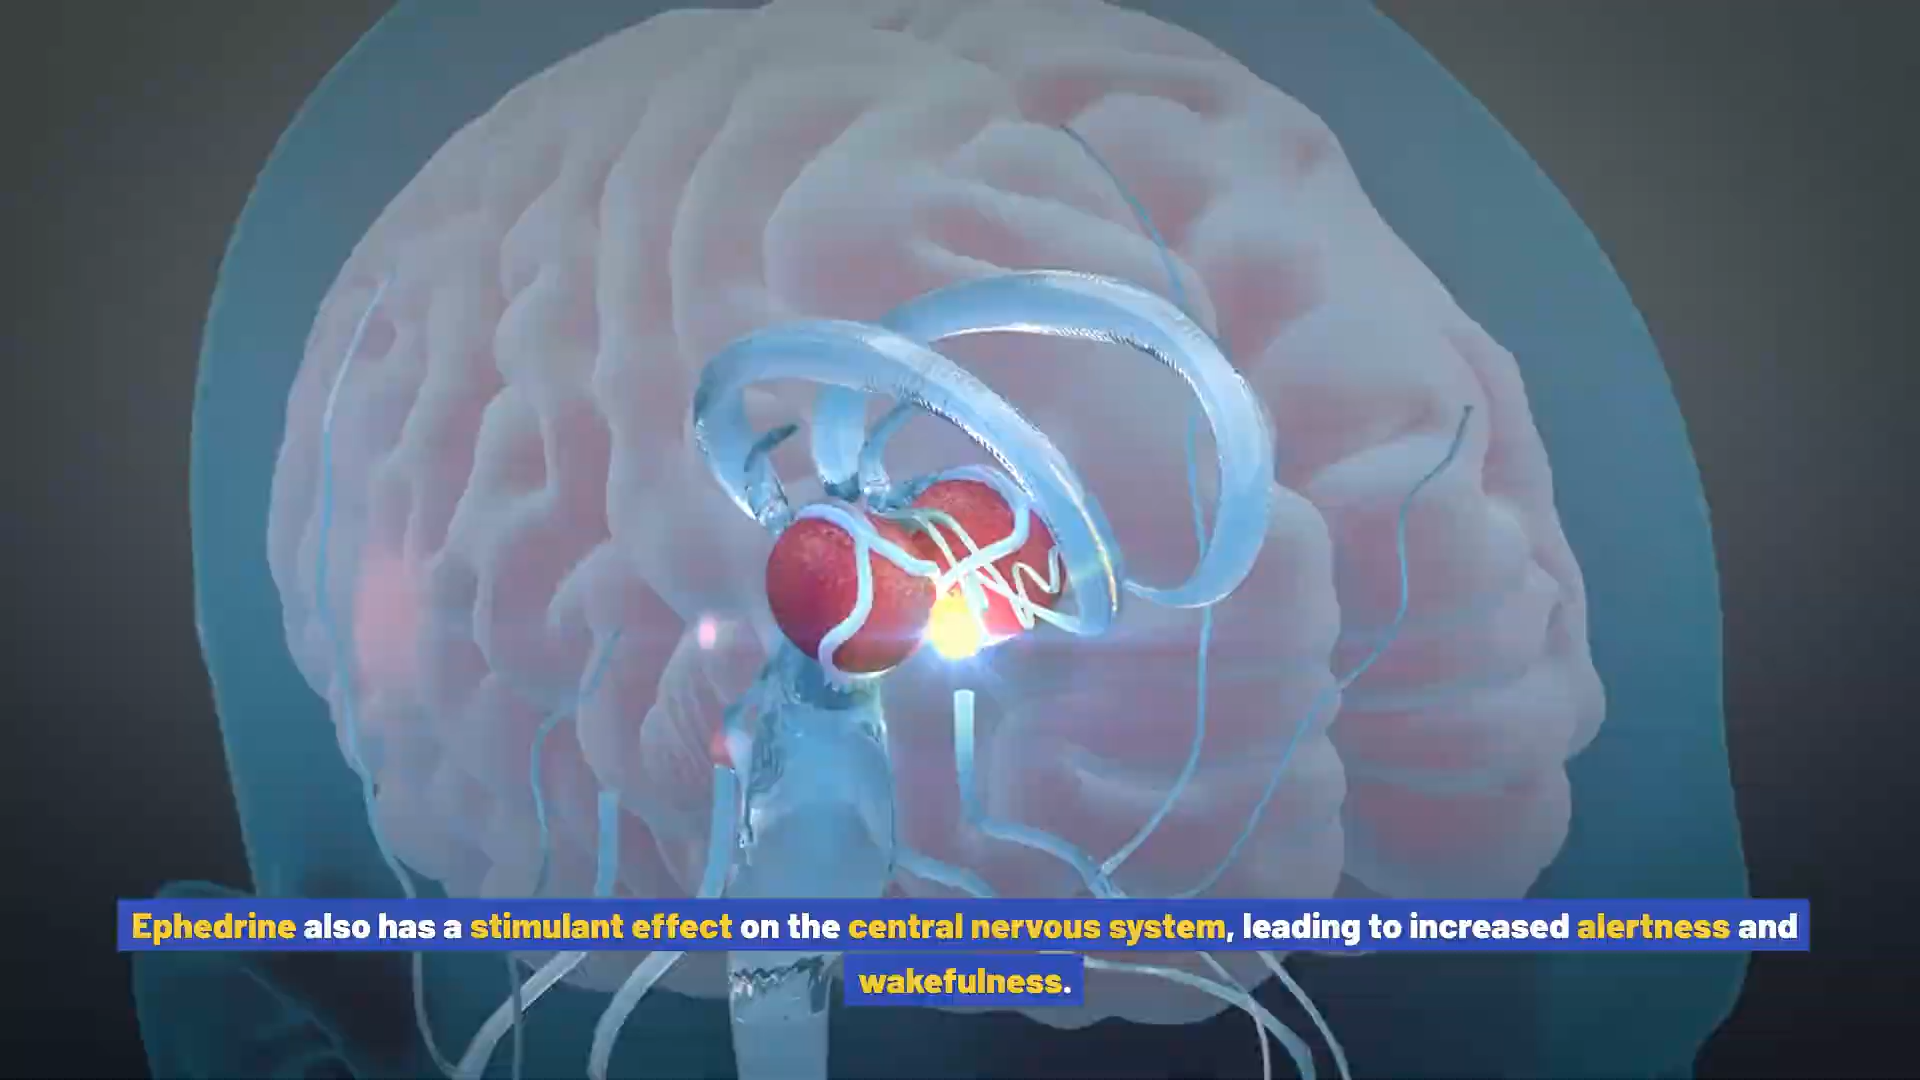 Ephedrine also has a stimulant effect on the central nervous system, leading to increased alertness and
wakefulness.